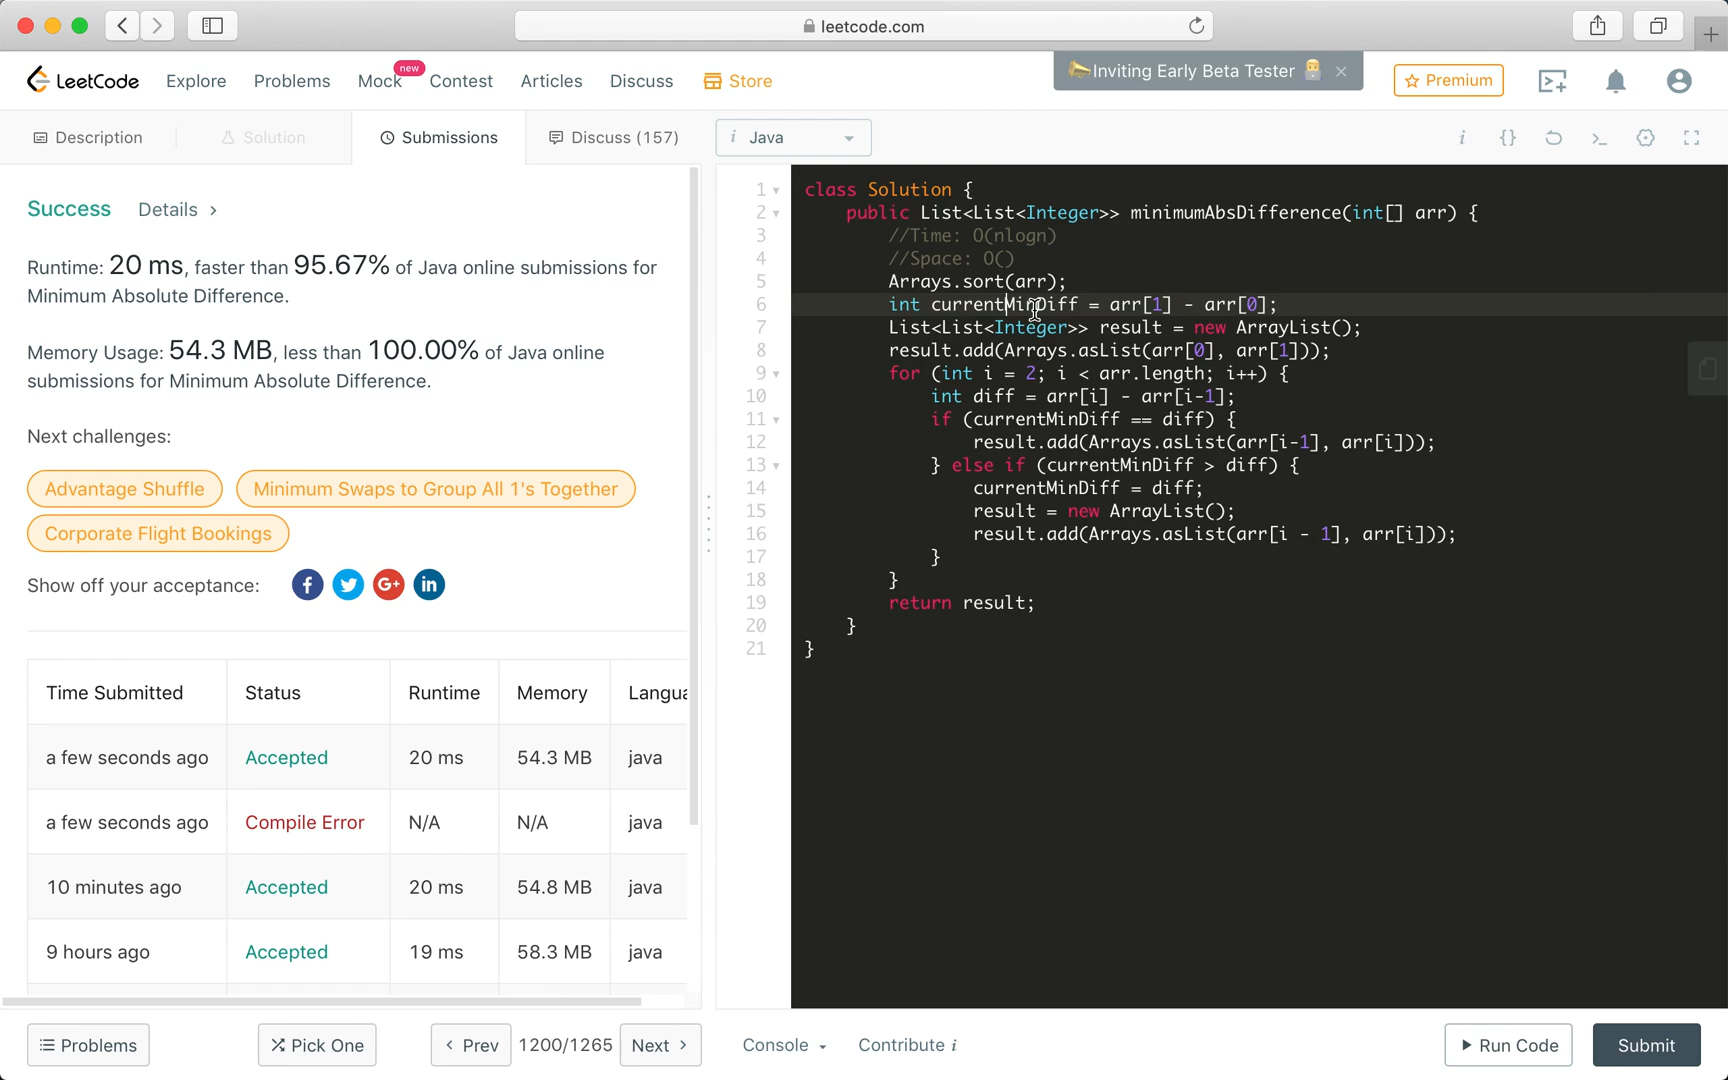 leetcode.com
LeetCode Explore Problems Mock new Contest Articles Discuss Store
Inviting Early Beta Tester ×
Premium
Description Solution Submissions Discuss (157)
i Java
i {}
Success Details >
Runtime: 20 ms, faster than 95.67% of Java online submissions for
Minimum Absolute Difference.
Memory Usage: 54.3 MB, less than 100.00% of Java online
submissions for Minimum Absolute Difference.
Next challenges:
Advantage Shuffle Minimum Swaps to Group All 1's Together
Corporate Flight Bookings
Show off your acceptance: f G+ in
Time Submitted Status Runtime Memory Langua
a few seconds ago Accepted 20 ms 54.3 MB java
a few seconds ago Compile Error N/A N/A java
10 minutes ago Accepted 20 ms 54.8 MB java
9 hours ago Accepted 19 ms 58.3 MB java
1 class Solution {
2 public List<List<Integer>> minimumAbsDifference(int[] arr) {
3 //Time: O(nlogn)
4 //Space: O()
5 Arrays.sort(arr);
6 int currentMinDiff = arr[1] - arr[0];
7 List<List<Integer>> result = new ArrayList();
8 result.add(Arrays.asList(arr[0], arr[1]));
9 for (int i = 2; i < arr.length; i++) {
10 int diff = arr[i] - arr[i-1];
11 if (currentMinDiff == diff) {
12 result.add(Arrays.asList(arr[i-1], arr[i]));
13 } else if (currentMinDiff > diff) {
14 currentMinDiff = diff;
15 result = new ArrayList();
16 result.add(Arrays.asList(arr[i - 1], arr[i]));
17 }
18 }
19 return result;
20 }
21 }
Problems Pick One < Prev 1200/1265 Next > Console Contribute i Run Code Submit